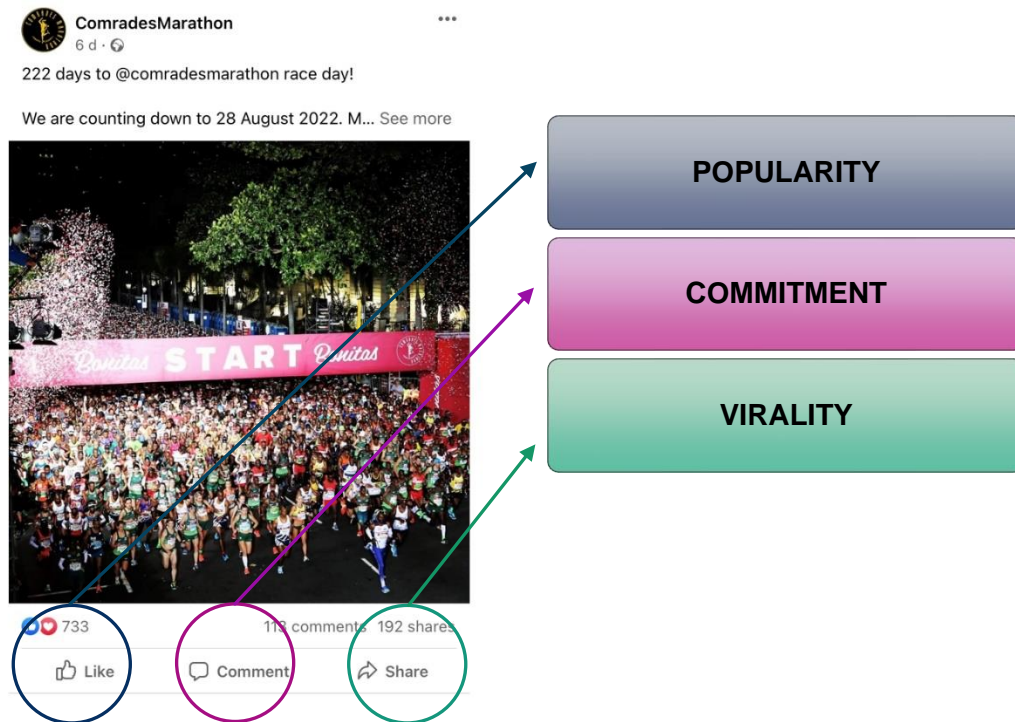 ComradesMarathon
6 d ·
222 days to @comradesmarathon race day!
We are counting down to 28 August 2022. M... See more
Bonitas START Bonitas
733
comments 192 shares
Like Comment Share
POPULARITY
COMMITMENT
VIRALITY